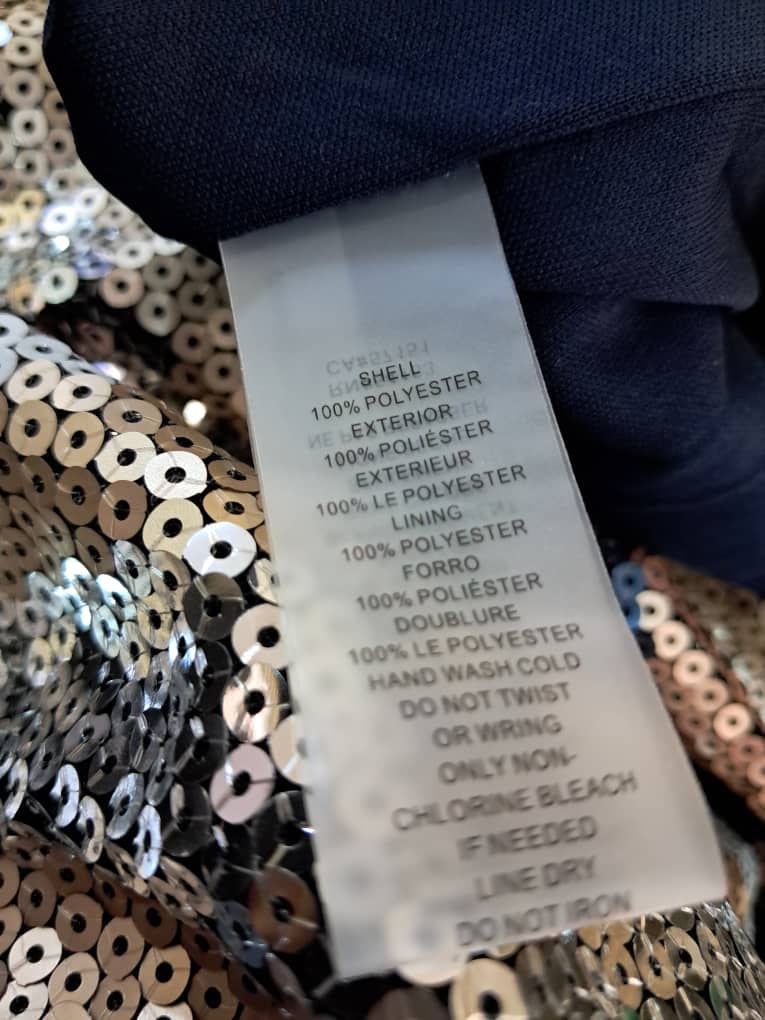 SHELL
100% POLYESTER
EXTERIOR
100% POLIÉSTER
EXTERIEUR
100% LE POLYESTER
LINING
100% POLYESTER
FORRO
100% POLIÉSTER
DOUBLURE
100% LE POLYESTER
HAND WASH COLD
DO NOT TWIST
OR WRING
ONLY NON-
CHLORINE BLEACH
IF NEEDED
LINE DRY
DO NOT IRON